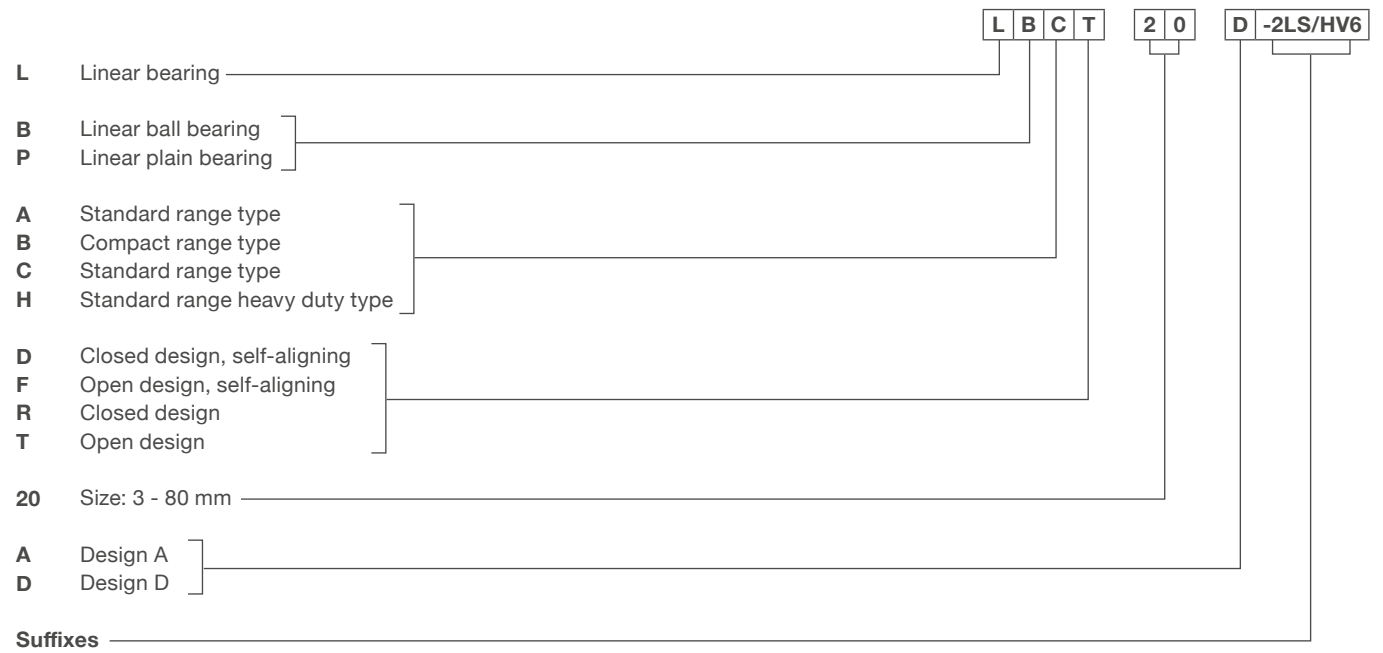 L B C T 2 0 D -2LS/HV6
L Linear bearing
B Linear ball bearing
P Linear plain bearing
A Standard range type
B Compact range type
C Standard range type
H Standard range heavy duty type
D Closed design, self-aligning
F Open design, self-aligning
R Closed design
T Open design
20 Size: 3 - 80 mm
A Design A
D Design D
Suffixes